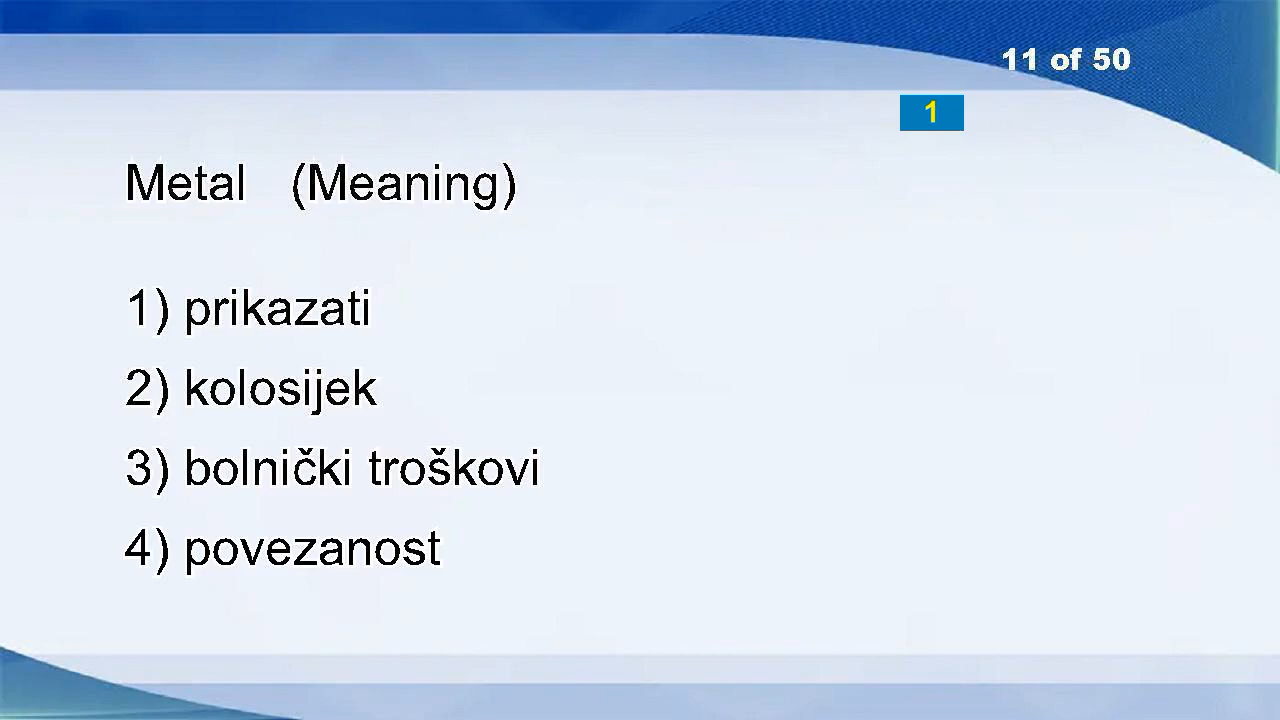 11 of 50
1
Metal (Meaning)
1) prikazati
2) kolosijek
3) bolnički troškovi
4) povezanost